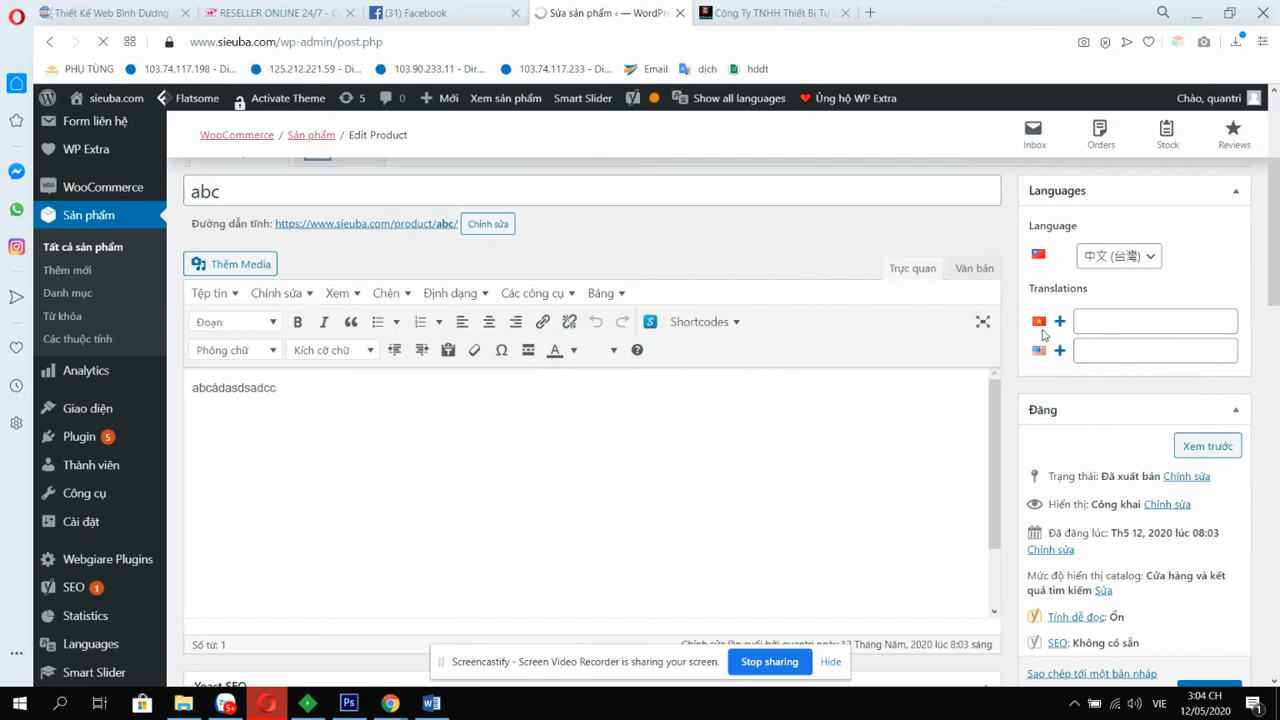 Thiết Kế Web Bình Dương
RESELLER ONLINE 24/7 - C
(31) Facebook
Sửa sản phẩm ‹ — WordPr
Công Ty TNHH Thiết Bị Tự
www.sieuba.com/wp-admin/post.php
PHỤ TÙNG
103.74.117.198 - Di...
125.212.221.59 - Di...
103.90.233.11 - Dir...
103.74.117.233 - Di...
Email
dịch
hddt
sieuba.com
Flatsome
Activate Theme
5
0
Mới
Xem sản phẩm
Smart Slider
Show all languages
Ủng hộ WP Extra
Chào, quantri
Form liên hệ
WP Extra
WooCommerce
Sản phẩm
Tất cả sản phẩm
Thêm mới
Danh mục
Từ khóa
Các thuộc tính
Analytics
Giao diện
Plugin 5
Thành viên
Công cụ
Cài đặt
Webgiare Plugins
SEO 1
Statistics
Languages
Smart Slider
WooCommerce / Sản phẩm / Edit Product
Inbox
Orders
Stock
Reviews
abc
Đường dẫn tĩnh: https://www.sieuba.com/product/abc/ Chỉnh sửa
Thêm Media
Trực quan
Văn bản
Tệp tin
Chỉnh sửa
Xem
Chèn
Định dạng
Các công cụ
Bảng
Đoạn
Shortcodes
Phông chữ
Kích cỡ chữ
abcádasdsadcc
Số từ: 1
Chỉnh sửa lần cuối bởi quantri ngày 12 Tháng Năm, 2020 lúc 8:03 sáng
Yoast SEO
Languages
Language
中文 (台灣)
Translations
Đăng
Xem trước
Trạng thái: Đã xuất bản Chỉnh sửa
Hiển thị: Công khai Chỉnh sửa
Đã đăng lúc: Th5 12, 2020 lúc 08:03
Chỉnh sửa
Mức độ hiển thị catalog: Cửa hàng và kết
quả tìm kiếm Sửa
Tính dễ đọc: Ổn
SEO: Không có sẵn
Sao chép tới một bản nháp
Screencastify - Screen Video Recorder is sharing your screen.
Stop sharing
Hide
VIE
3:04 CH
12/05/2020